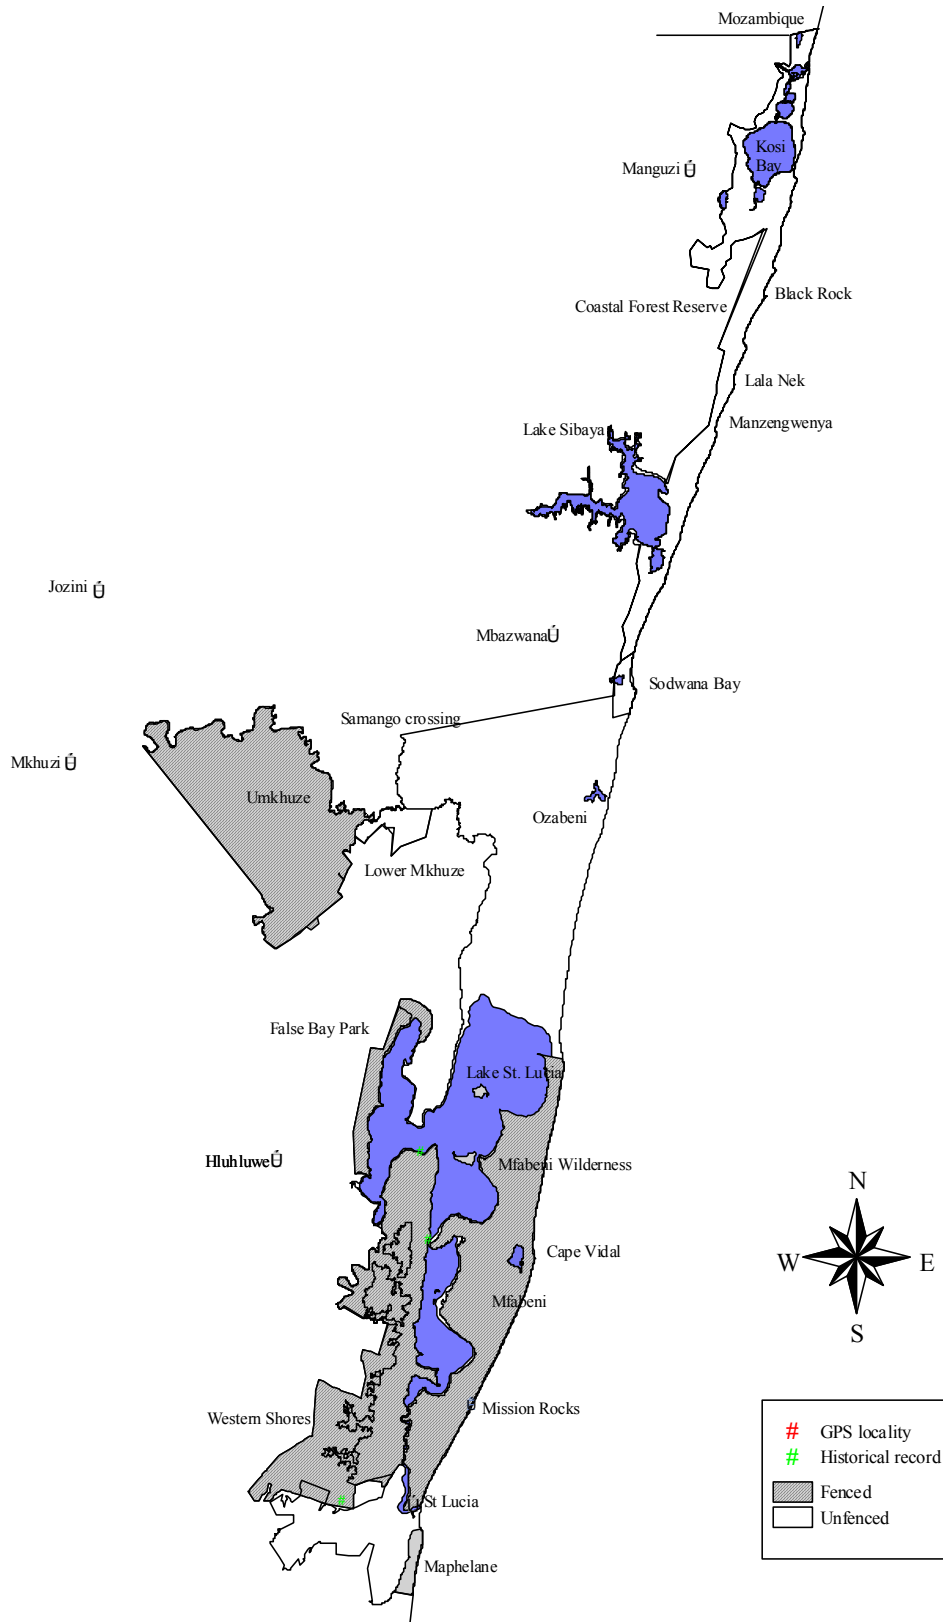 Mozambique
Kosi
Bay
Manguzi
Coastal Forest Reserve
Black Rock
Lala Nek
Manzengwenya
Lake Sibaya
Jozini
Mbazwana
Sodwana Bay
Samango crossing
Mkhuzi
Umkhuze
Ozabeni
Lower Mkhuze
False Bay Park
Lake St. Lucia
Hluhluwe
Mfabeni Wilderness
Cape Vidal
Mfabeni
N
W
E
S
Mission Rocks
Western Shores
St Lucia
Maphelane
# GPS locality
# Historical record
Fenced
Unfenced